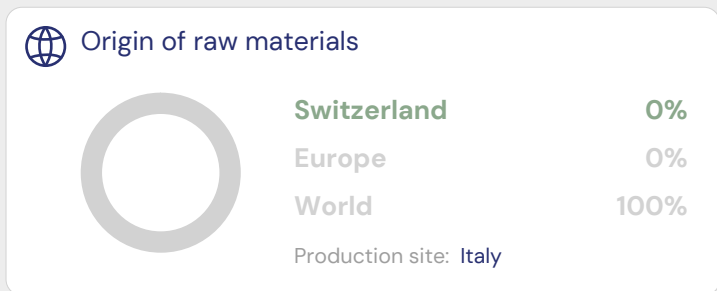 Origin of raw materials
Switzerland 0%
Europe 0%
World 100%
Production site: Italy